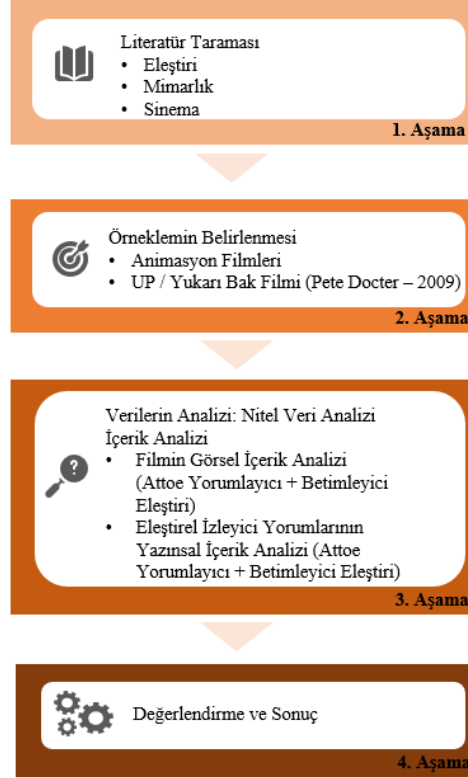 Literatür Taraması
• Eleştiri
• Mimarlık
• Sinema
1. Aşama
Örneklemin Belirlenmesi
• Animasyon Filmleri
• UP / Yukarı Bak Filmi (Pete Docter – 2009)
2. Aşama
Verilerin Analizi: Nitel Veri Analizi
İçerik Analizi
• Filmin Görsel İçerik Analizi
(Attoe Yorumlayıcı + Betimleyici
Eleştiri)
• Eleştirel İzleyici Yorumlarının
Yazınsal İçerik Analizi (Attoe
Yorumlayıcı + Betimleyici Eleştiri)
3. Aşama
Değerlendirme ve Sonuç
4. Aşama